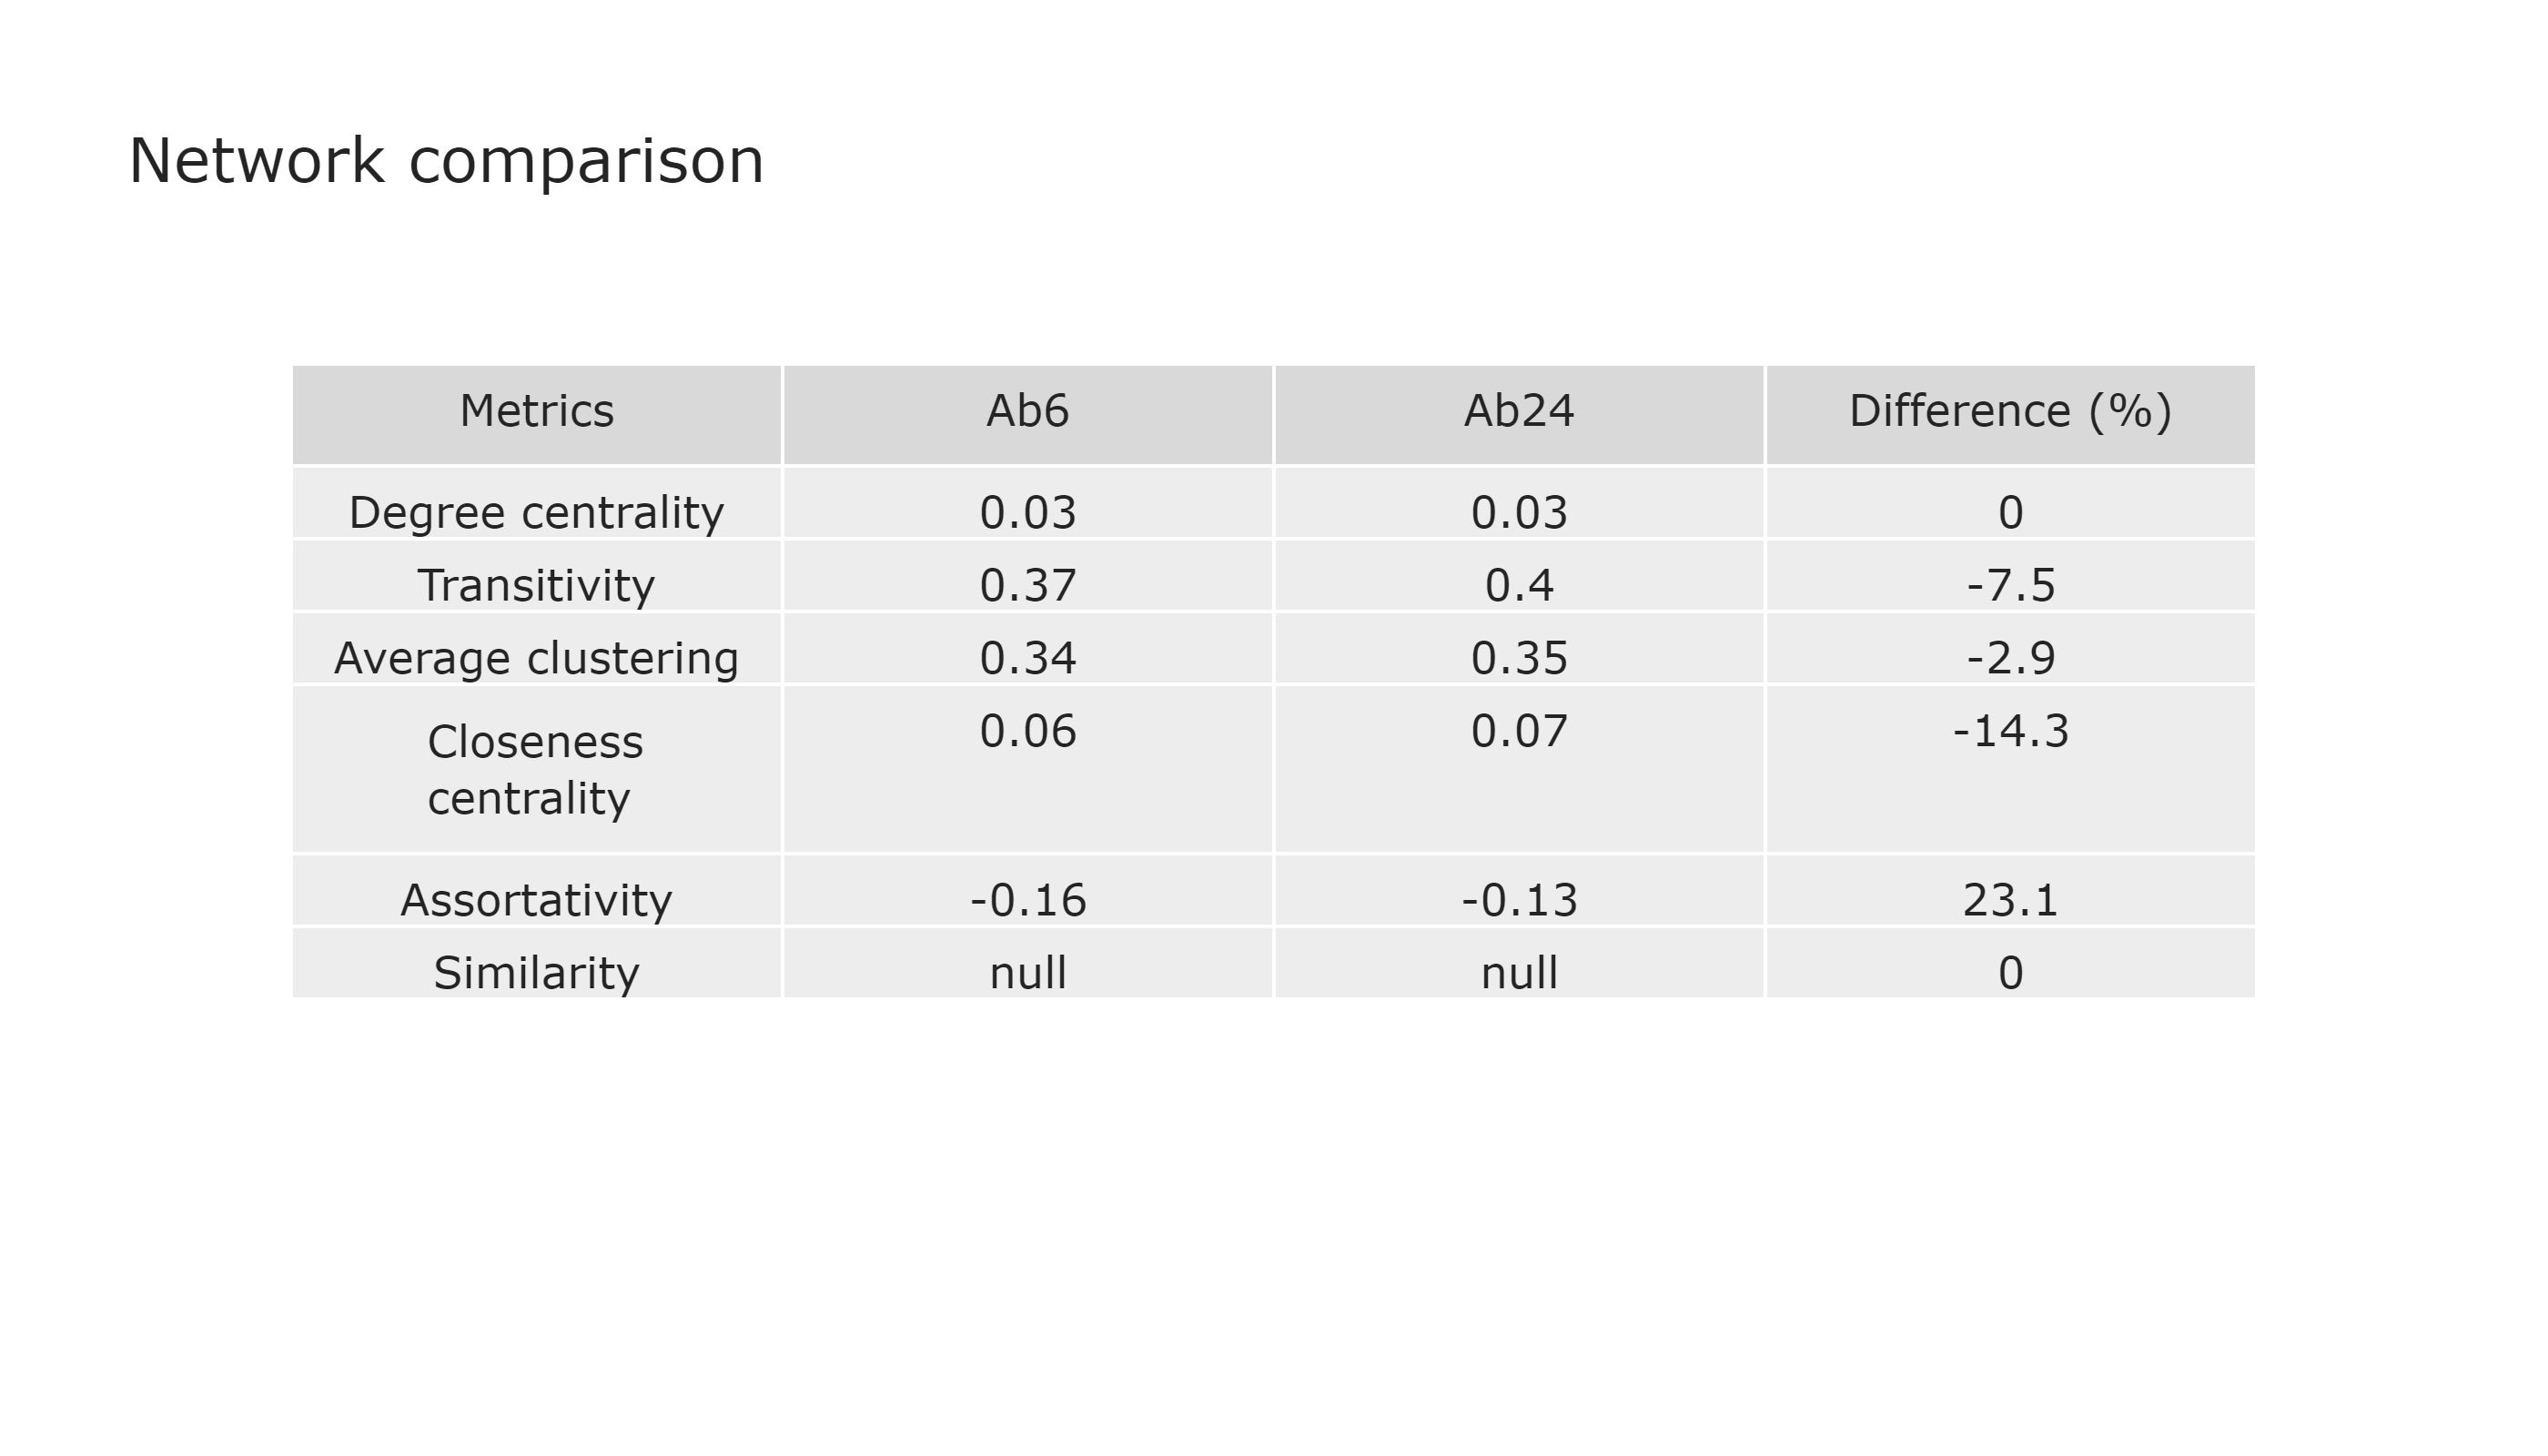 Network comparison
Metrics Ab6 Ab24 Difference (%)
Degree centrality 0.03 0.03 0
Transitivity 0.37 0.4 -7.5
Average clustering 0.34 0.35 -2.9
Closeness centrality 0.06 0.07 -14.3
Assortativity -0.16 -0.13 23.1
Similarity null null 0